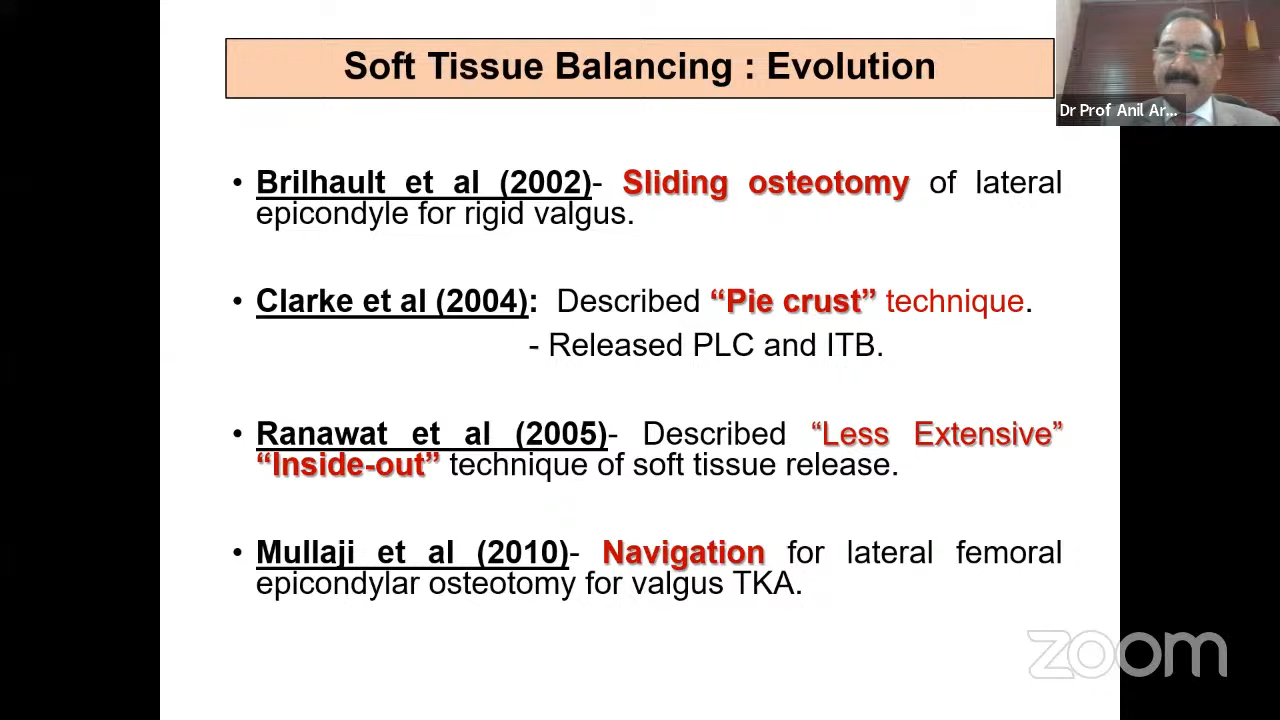 Soft Tissue Balancing : Evolution
Dr Prof Anil Ar...
• Brilhault et al (2002)- Sliding osteotomy of lateral
epicondyle for rigid valgus.
• Clarke et al (2004): Described “Pie crust” technique.
- Released PLC and ITB.
• Ranawat et al (2005)- Described “Less Extensive”
“Inside-out” technique of soft tissue release.
• Mullaji et al (2010)- Navigation for lateral femoral
epicondylar osteotomy for valgus TKA.
zoom